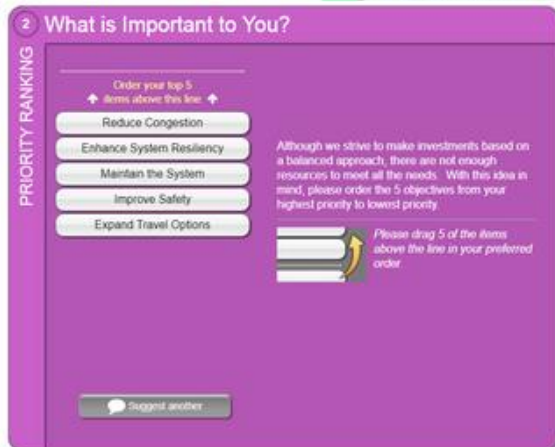 2 What is Important to You?
PRIORITY RANKING
Order your top 5
items above this line
Reduce Congestion
Enhance System Resiliency
Maintain the System
Improve Safety
Expand Travel Options
Although we strive to make investments based on
a balanced approach, there are not enough
resources to meet all the needs. With this idea in
mind, please order the 5 objectives from your
highest priority to lowest priority.
Please drag 5 of the items
above the line in your preferred
order.
Suggest another